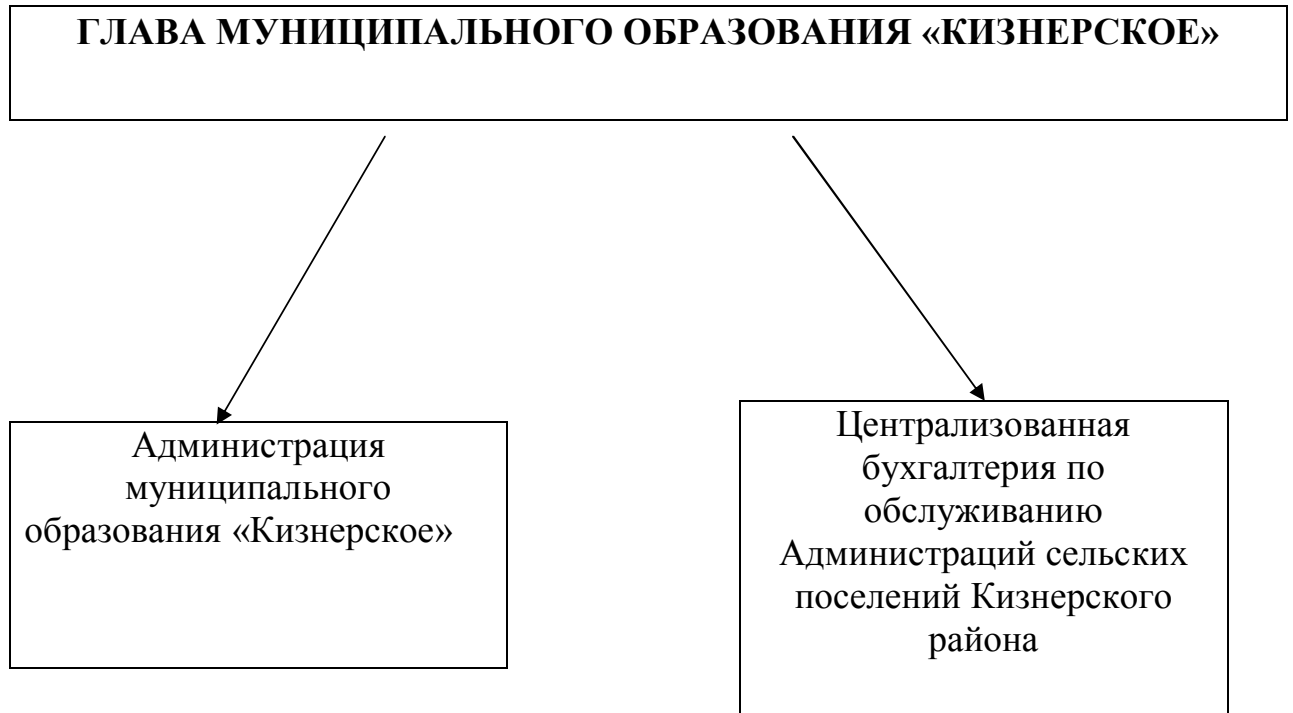 ГЛАВА МУНИЦИПАЛЬНОГО ОБРАЗОВАНИЯ «КИЗНЕРСКОЕ»
Администрация
муниципального
образования «Кизнерское»
Централизованная
бухгалтерия по
обслуживанию
Администраций сельских
поселений Кизнерского
района